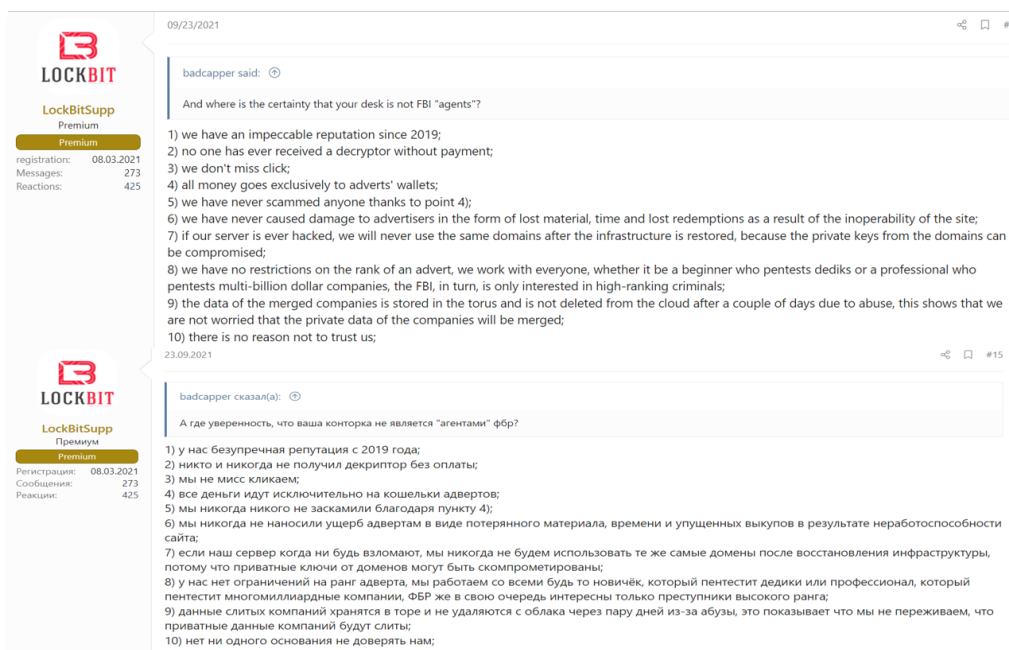 09/23/2021
#
LOCKBIT
LockBitSupp
Premium
Premium
registration: 08.03.2021
Messages: 273
Reactions: 425
badcapper said:
And where is the certainty that your desk is not FBI "agents"?
1) we have an impeccable reputation since 2019;
2) no one has ever received a decryptor without payment;
3) we don't miss click;
4) all money goes exclusively to adverts' wallets;
5) we have never scammed anyone thanks to point 4);
6) we have never caused damage to advertisers in the form of lost material, time and lost redemptions as a result of the inoperability of the site;
7) if our server is ever hacked, we will never use the same domains after the infrastructure is restored, because the private keys from the domains can
be compromised;
8) we have no restrictions on the rank of an advert, we work with everyone, whether it be a beginner who pentests dediks or a professional who
pentests multi-billion dollar companies, the FBI, in turn, is only interested in high-ranking criminals;
9) the data of the merged companies is stored in the torus and is not deleted from the cloud after a couple of days due to abuse, this shows that we
are not worried that the private data of the companies will be merged;
10) there is no reason not to trust us;
23.09.2021
#15
LOCKBIT
LockBitSupp
Премиум
Premium
Регистрация: 08.03.2021
Сообщения: 273
Реакции: 425
badcapper сказал(а):
А где уверенность, что ваша конторка не является "агентами" фбр?
1) у нас безупречная репутация с 2019 года;
2) никто и никогда не получил декриптор без оплаты;
3) мы не мисс кликаем;
4) все деньги идут исключительно на кошельки адвертов;
5) мы никогда никого не заскамили благодаря пункту 4);
6) мы никогда не наносили ущерб адвертам в виде потерянного материала, времени и упущенных выкупов в результате неработоспособности
сайта;
7) если наш сервер когда ни будь взломают, мы никогда не будем использовать те же самые домены после восстановления инфраструктуры,
потому что приватные ключи от доменов могут быть скомпрометированы;
8) у нас нет ограничений на ранг адверта, мы работаем со всеми будь то новичёк, который пентестит дедики или профессионал, который
пентестит многомиллиардные компании, ФБР же в свою очередь интересны только преступники высокого ранга;
9) данные слитых компаний хранятся в торе и не удаляются с облака через пару дней из-за абузы, это показывает что мы не переживаем, что
приватные данные компаний будут слиты;
10) нет ни одного основания не доверять нам;